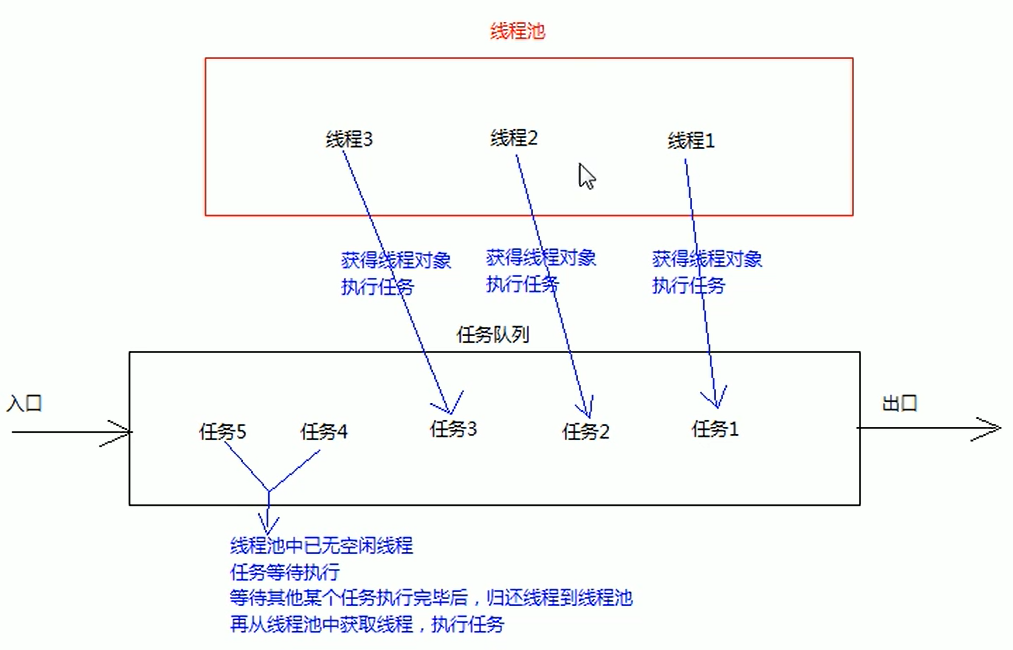 线程池
线程3
线程2
线程1
获得线程对象
执行任务
获得线程对象
执行任务
获得线程对象
执行任务
任务队列
入口
出口
任务5
任务4
任务3
任务2
任务1
线程池中已无空闲线程
任务等待执行
等待其他某个任务执行完毕后，归还线程到线程池
再从线程池中获取线程，执行任务